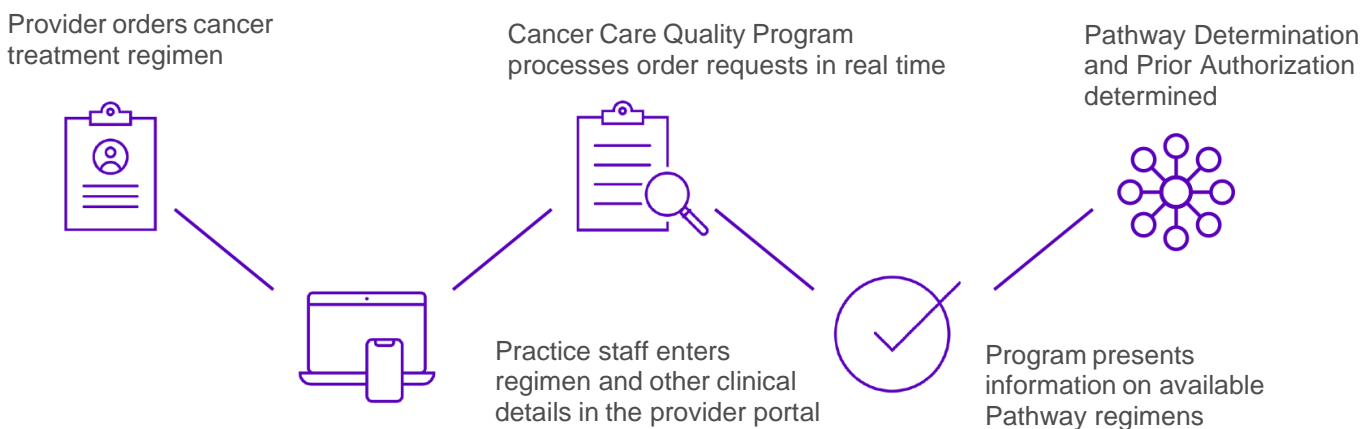 Provider orders cancer
treatment regimen
Practice staff enters
regimen and other clinical
details in the provider portal
Cancer Care Quality Program
processes order requests in real time
Program presents
information on available
Pathway regimens
Pathway Determination
and Prior Authorization
determined